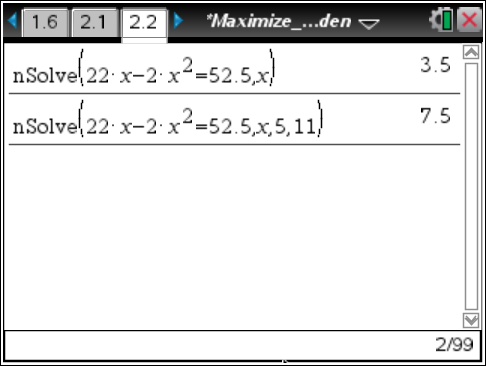 1.6 2.1 2.2 *Maximize_...den
nSolve(22·x−2·x²=52.5,x) 3.5
nSolve(22·x−2·x²=52.5,x,5,11) 7.5
2/99